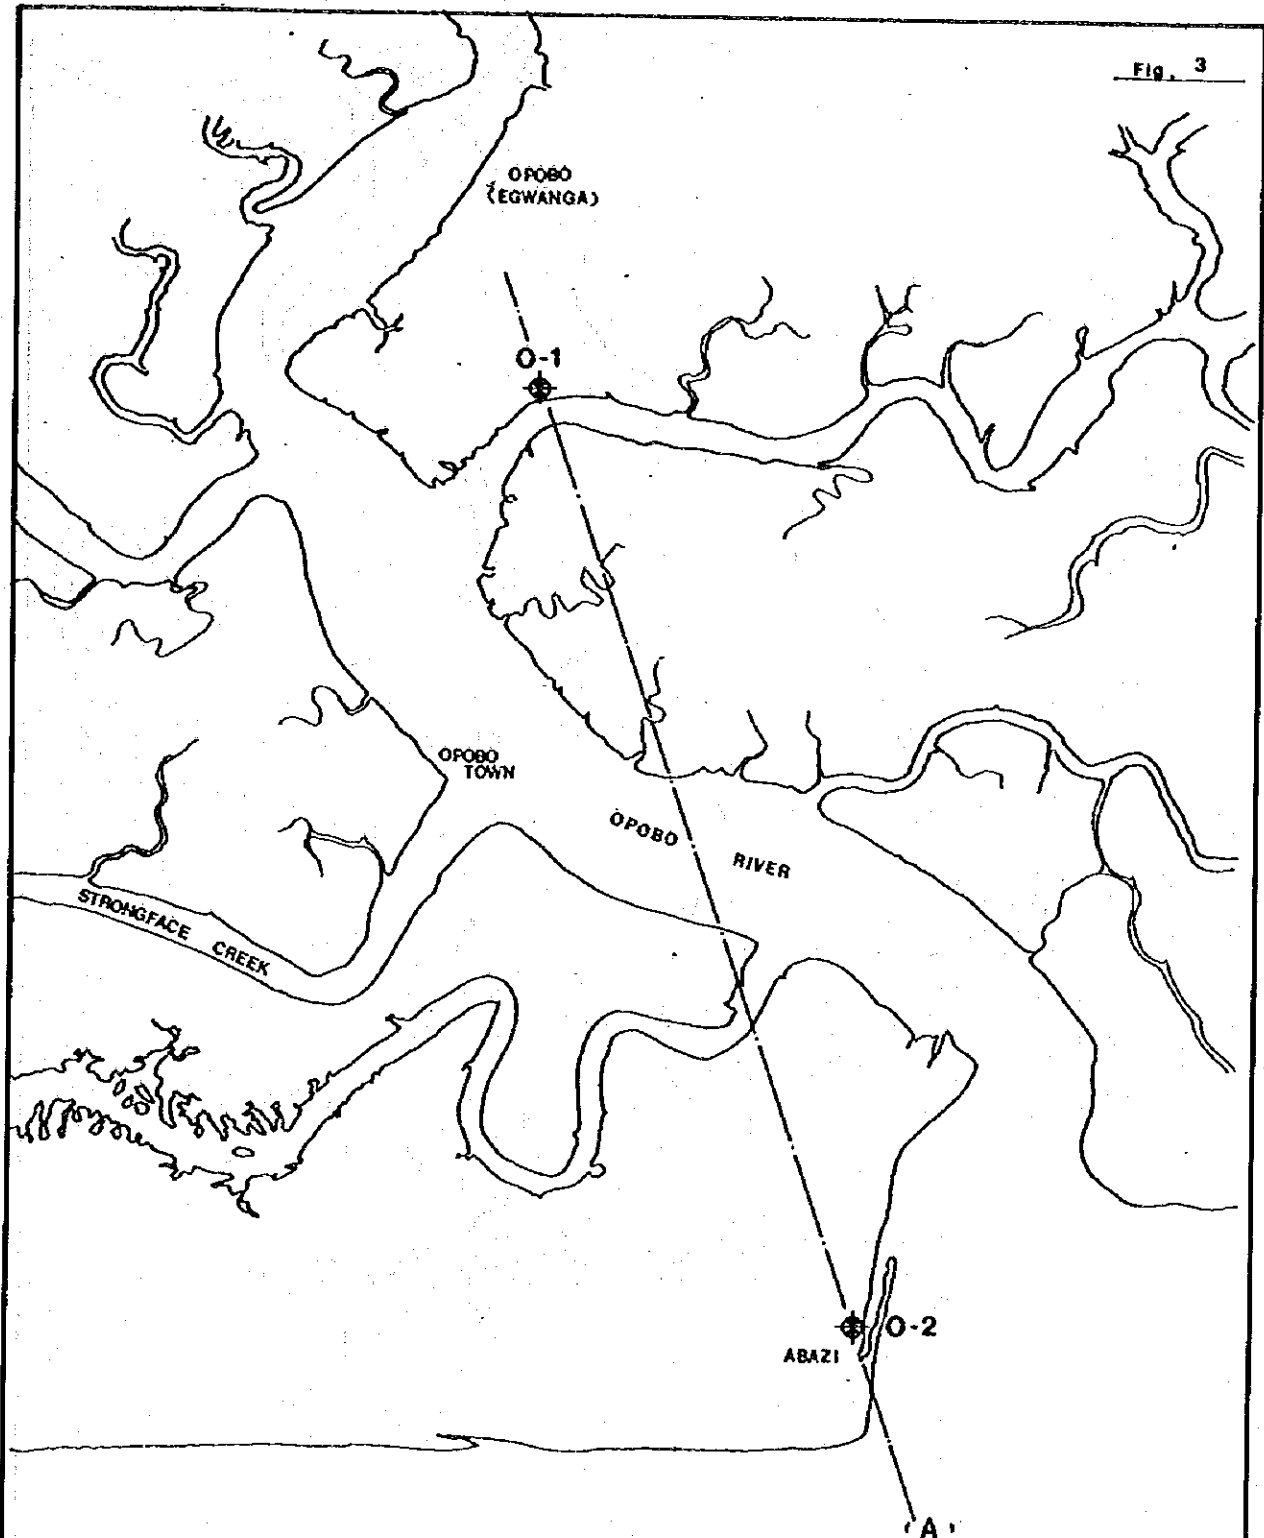 Fig. 3
OPOBO
(EGWANGA)
O-1
OPOBO
TOWN
OPOBO RIVER
STRONGFACE CREEK
O-2
ABAZI
(A)